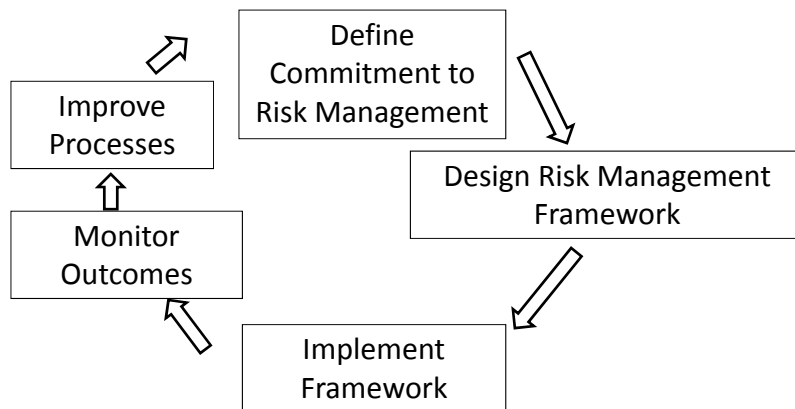 Define
Commitment to
Risk Management
Design Risk Management
Framework
Implement
Framework
Monitor
Outcomes
Improve
Processes